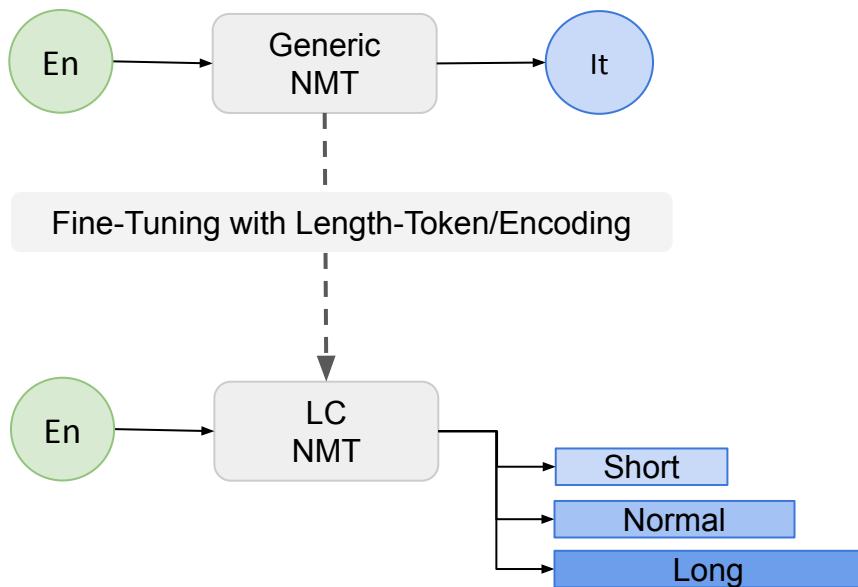 En
Generic
NMT
It
Fine-Tuning with Length-Token/Encoding
En
LC
NMT
Short
Normal
Long